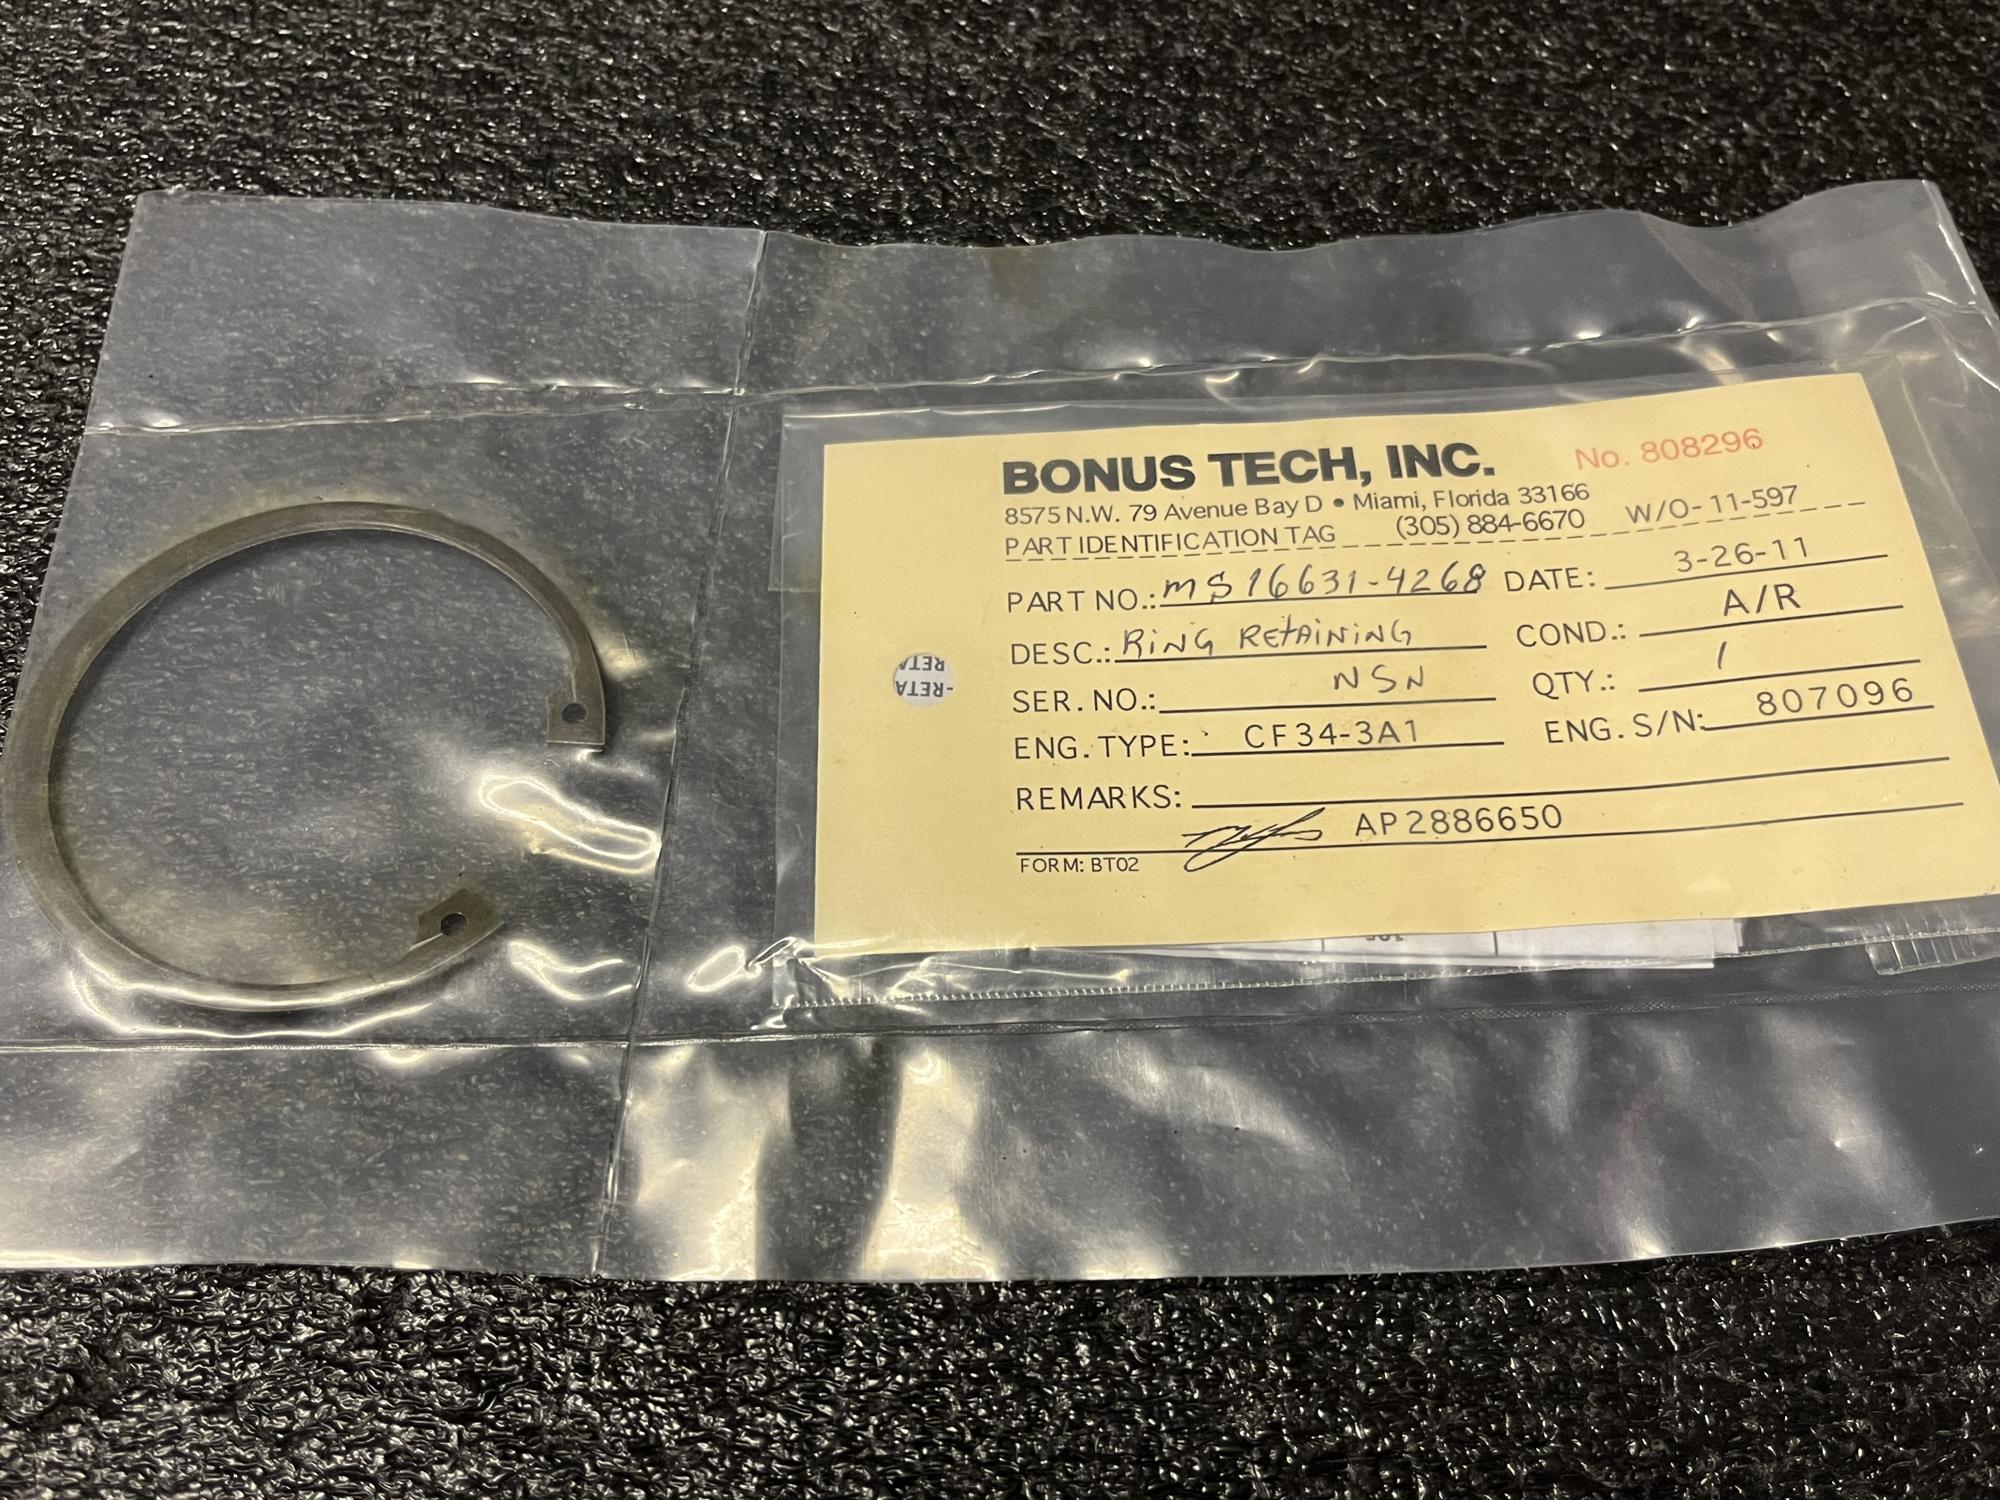 BONUS TECH, INC. No. 808296
8575 N.W. 79 Avenue Bay D • Miami, Florida 33166
PART IDENTIFICATION TAG (305) 884-6670 W/O-11-597
PART NO.: MS16631-4268 DATE: 3-26-11
DESC.: RING RETAINING COND.: A/R
SER. NO.: NSN QTY.: 1
ENG. TYPE: CF34-3A1 ENG. S/N: 807096
REMARKS:
AP2886650
FORM: BT02
-RETA
RETA